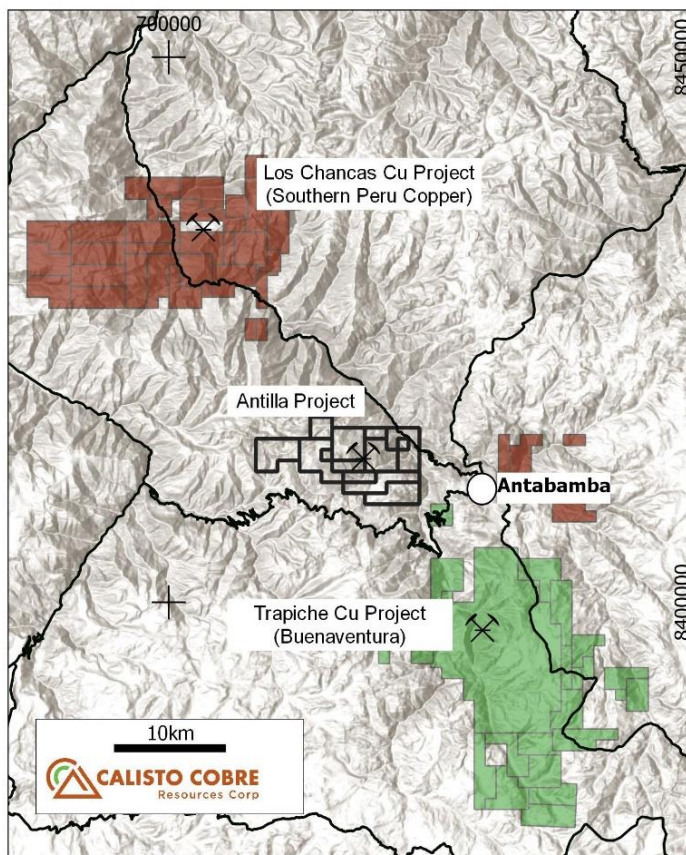 700000
8450000
Los Chancas Cu Project
(Southern Peru Copper)
Antilla Project
Antabamba
Trapiche Cu Project
(Buenaventura)
8400000
10km
CALISTO COBRE
Resources Corp